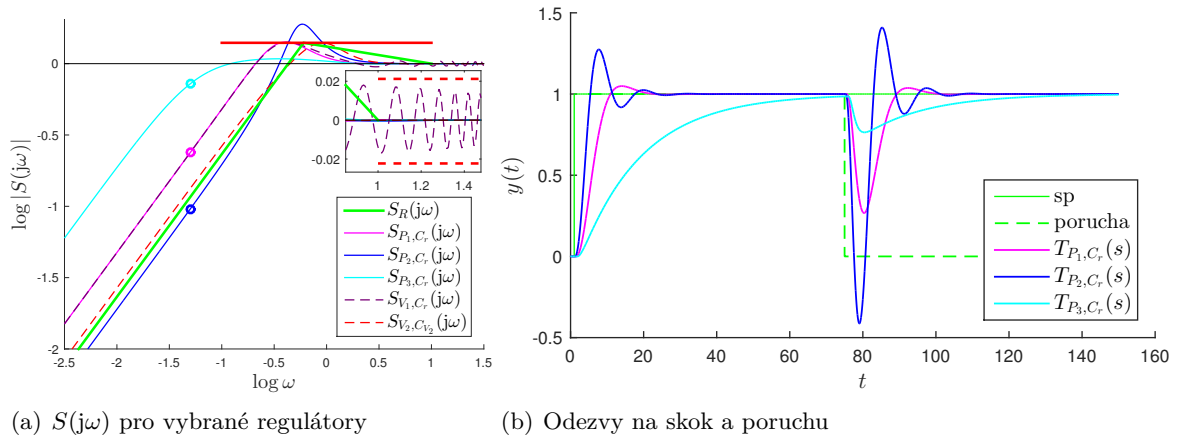 log |S(jω)|
0
-0.5
-1
-1.5
-2
-2.5 -2 -1.5 -1 -0.5 0 0.5 1 1.5
log ω
0.02
0
-0.02
1 1.2 1.4
S_R(jω)
S_{P_1,C_r}(jω)
S_{P_2,C_r}(jω)
S_{P_3,C_r}(jω)
S_{V_1,C_r}(jω)
S_{V_2,C_{V_2}}(jω)
(a) S(jω) pro vybrané regulátory
y(t)
1.5
1
0.5
0
-0.5
0 20 40 60 80 100 120 140 160
t
sp
porucha
T_{P_1,C_r}(s)
T_{P_2,C_r}(s)
T_{P_3,C_r}(s)
(b) Odezvy na skok a poruchu